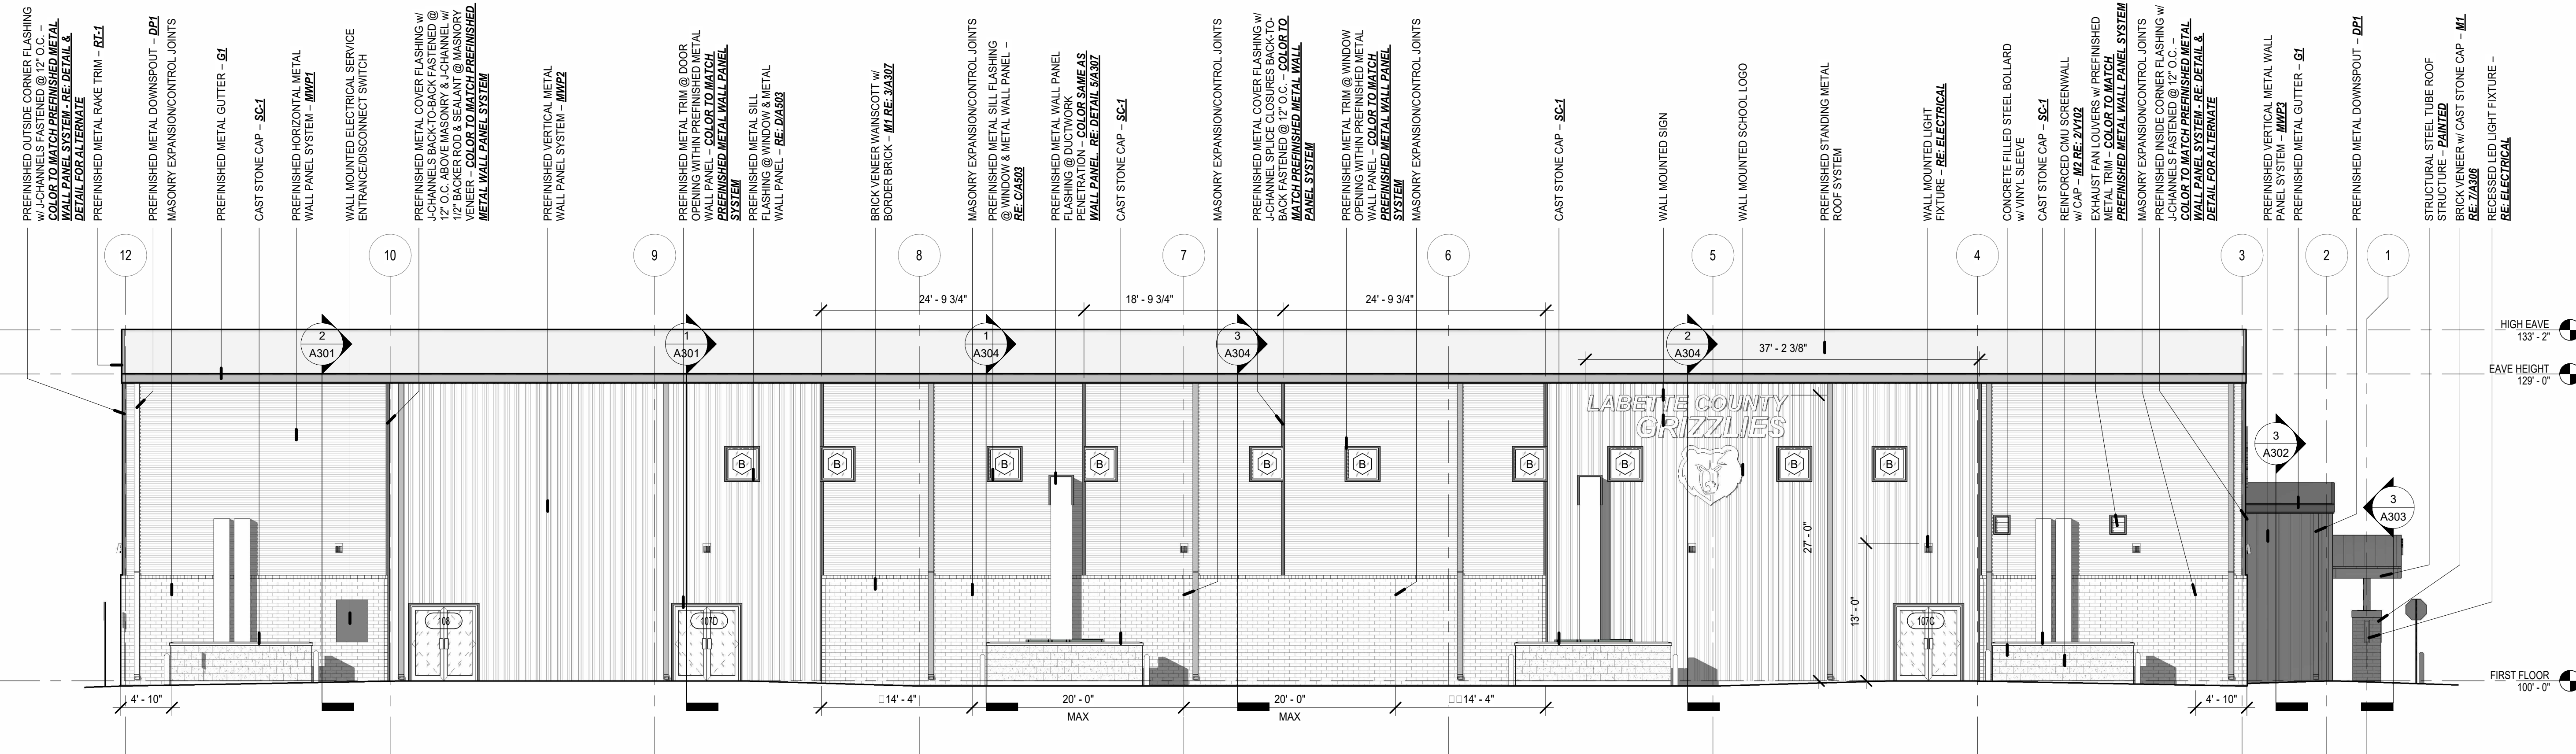 PREFINISHED OUTSIDE CORNER FLASHING
w/ J-CHANNELS FASTENED @ 12" O.C. –
COLOR TO MATCH PREFINISHED METAL
WALL PANEL SYSTEM - RE: DETAIL &
DETAIL FOR ALTERNATE
PREFINISHED METAL RAKE TRIM – RT-1
PREFINISHED METAL DOWNSPOUT – DP1
MASONRY EXPANSION/CONTROL JOINTS
PREFINISHED METAL GUTTER – G1
CAST STONE CAP – SC-1
PREFINISHED HORIZONTAL METAL
WALL PANEL SYSTEM – MWP1
WALL MOUNTED ELECTRICAL SERVICE
ENTRANCE/DISCONNECT SWITCH
PREFINISHED METAL COVER FLASHING w/
J-CHANNELS BACK-TO-BACK FASTENED @
12" O.C. ABOVE MASONRY & J-CHANNEL w/
1/2" BACKER ROD & SEALANT @ MASNORY
VENEER – COLOR TO MATCH PREFINISHED
METAL WALL PANEL SYSTEM
PREFINISHED VERTICAL METAL
WALL PANEL SYSTEM – MWP2
PREFINISHED METAL TRIM @ DOOR
OPENING WITHIN PREFINISHED METAL
WALL PANEL – COLOR TO MATCH
PREFINISHED METAL WALL PANEL
SYSTEM
PREFINISHED METAL SILL
FLASHING @ WINDOW & METAL
WALL PANEL – RE: D/A503
BRICK VENEER WAINSCOTT w/
BORDER BRICK – M1 RE: 3/A307
MASONRY EXPANSION/CONTROL JOINTS
PREFINISHED METAL SILL FLASHING
@ WINDOW & METAL WALL PANEL –
RE: C/A503
PREFINISHED METAL WALL PANEL
FLASHING @ DUCTWORK
PENETRATION – COLOR SAME AS
WALL PANEL. RE: DETAIL 5/A307
CAST STONE CAP – SC-1
MASONRY EXPANSION/CONTROL JOINTS
PREFINISHED METAL COVER FLASHING w/
J-CHANNEL SPLICE CLOSURES BACK-TO-
BACK FASTENED @ 12" O.C. – COLOR TO
MATCH PREFINISHED METAL WALL
PANEL SYSTEM
PREFINISHED METAL TRIM @ WINDOW
OPENING WITHIN PREFINISHED METAL
WALL PANEL – COLOR TO MATCH
PREFINISHED METAL WALL PANEL
SYSTEM
MASONRY EXPANSION/CONTROL JOINTS
CAST STONE CAP – SC-1
WALL MOUNTED SIGN
WALL MOUNTED SCHOOL LOGO
PREFINISHED STANDING METAL
ROOF SYSTEM
WALL MOUNTED LIGHT
FIXTURE – RE: ELECTRICAL
CONCRETE FILLED STEEL BOLLARD
w/ VINYL SLEEVE
CAST STONE CAP – SC-1
REINFORCED CMU SCREENWALL
w/ CAP – M2 RE: 2/V102
EXHAUST FAN LOUVERS w/ PREFINISHED
METAL TRIM – COLOR TO MATCH
PREFINISHED METAL WALL PANEL SYSTEM
MASONRY EXPANSION/CONTROL JOINTS
PREFINISHED INSIDE CORNER FLASHING w/
J-CHANNELS FASTENED @ 12" O.C. –
COLOR TO MATCH PREFINISHED METAL
WALL PANEL SYSTEM - RE: DETAIL &
DETAIL FOR ALTERNATE
PREFINISHED VERTICAL METAL WALL
PANEL SYSTEM – MWP3
PREFINISHED METAL GUTTER – G1
PREFINISHED METAL DOWNSPOUT – DP1
STRUCTURAL STEEL TUBE ROOF
STRUCTURE – PAINTED
BRICK VENEER w/ CAST STONE CAP – M1
RE: 7/A306
RECESSED LED LIGHT FIXTURE –
RE: ELECTRICAL
12 10 9 8 7 6 5 4 3 2 1
24' - 9 3/4" 18' - 9 3/4" 24' - 9 3/4"
HIGH EAVE
133' - 2"
2
A301
1
A301
1
A304
3
A304
2
A304
37' - 2 3/8"
EAVE HEIGHT
129' - 0"
LABETTE COUNTY
GRIZZLIES
3
A302
B B B B B B B B B B
3
A303
27' - 0"
13' - 0"
108
107D
107C
FIRST FLOOR
100' - 0"
4' - 10"
14' - 4"
20' - 0"
MAX
20' - 0"
MAX
14' - 4"
4' - 10"